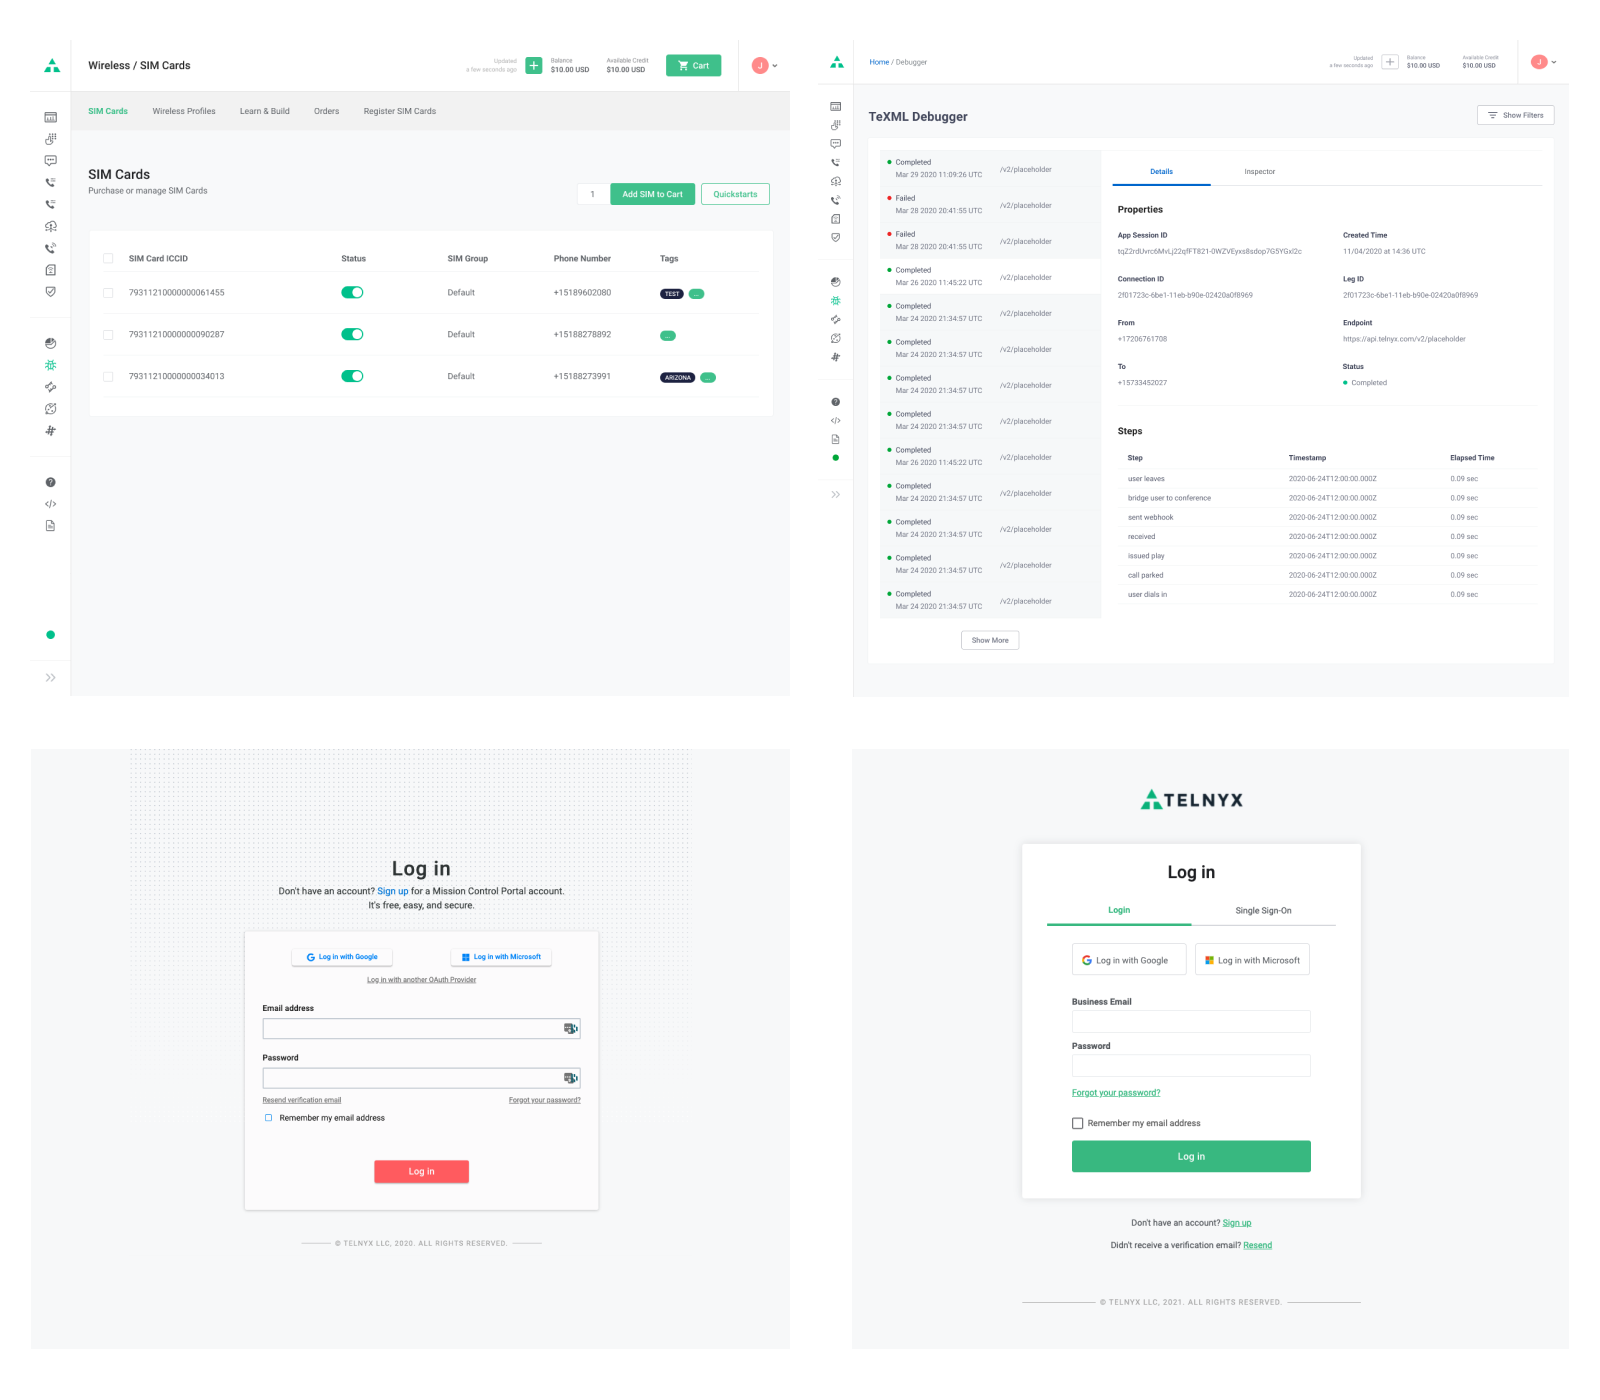 Wireless / SIM Cards
Updated
a few seconds ago
Balance
$10.00 USD
Available Credit
$10.00 USD
Cart
J
SIM Cards Wireless Profiles Learn & Build Orders Register SIM Cards
SIM Cards
Purchase or manage SIM Cards
1 Add SIM to Cart Quickstarts
SIM Card ICCID Status SIM Group Phone Number Tags
79311210000000061455 Default +15189602080 TEST ...
79311210000000090287 Default +15188278892 ...
79311210000000034013 Default +15188273991 ARIZONA ...
Home / Debugger
Updated
a few seconds ago
Balance
$10.00 USD
Available Credit
$10.00 USD
J
TeXML Debugger
Show Filters
Completed
Mar 29 2020 11:09:26 UTC /v2/placeholder
Failed
Mar 28 2020 20:41:55 UTC /v2/placeholder
Failed
Mar 28 2020 20:41:55 UTC /v2/placeholder
Completed
Mar 26 2020 11:45:22 UTC /v2/placeholder
Completed
Mar 24 2020 21:34:57 UTC /v2/placeholder
Completed
Mar 24 2020 21:34:57 UTC /v2/placeholder
Completed
Mar 24 2020 21:34:57 UTC /v2/placeholder
Completed
Mar 24 2020 21:34:57 UTC /v2/placeholder
Completed
Mar 26 2020 11:45:22 UTC /v2/placeholder
Completed
Mar 24 2020 21:34:57 UTC /v2/placeholder
Completed
Mar 24 2020 21:34:57 UTC /v2/placeholder
Completed
Mar 24 2020 21:34:57 UTC /v2/placeholder
Completed
Mar 24 2020 21:34:57 UTC /v2/placeholder
Show More
Details Inspector
Properties
App Session ID Created Time
tqZ2rdUvrc6MvLj22qfFT821-0WZVEyxs8sdop7G5YGxl2c 11/04/2020 at 14:36 UTC
Connection ID Leg ID
2f01723c-6be1-11eb-b90e-02420a0f8969 2f01723c-6be1-11eb-b90e-02420a0f8969
From Endpoint
+17206761708 https://api.telnyx.com/v2/placeholder
To Status
+15733452027 Completed
Steps
Step Timestamp Elapsed Time
user leaves 2020-06-24T12:00:00.000Z 0.09 sec
bridge user to conference 2020-06-24T12:00:00.000Z 0.09 sec
sent webhook 2020-06-24T12:00:00.000Z 0.09 sec
received 2020-06-24T12:00:00.000Z 0.09 sec
issued play 2020-06-24T12:00:00.000Z 0.09 sec
call parked 2020-06-24T12:00:00.000Z 0.09 sec
user dials in 2020-06-24T12:00:00.000Z 0.09 sec
Log in
Don't have an account? Sign up for a Mission Control Portal account.
It's free, easy, and secure.
Log in with Google Log in with Microsoft
Log in with another OAuth Provider
Email address
Password
Resend verification email Forgot your password?
Remember my email address
Log in
© TELNYX LLC, 2020. ALL RIGHTS RESERVED.
TELNYX
Log in
Login Single Sign-On
Log in with Google Log in with Microsoft
Business Email
Password
Forgot your password?
Remember my email address
Log in
Don't have an account? Sign up
Didn't receive a verification email? Resend
© TELNYX LLC, 2021. ALL RIGHTS RESERVED.